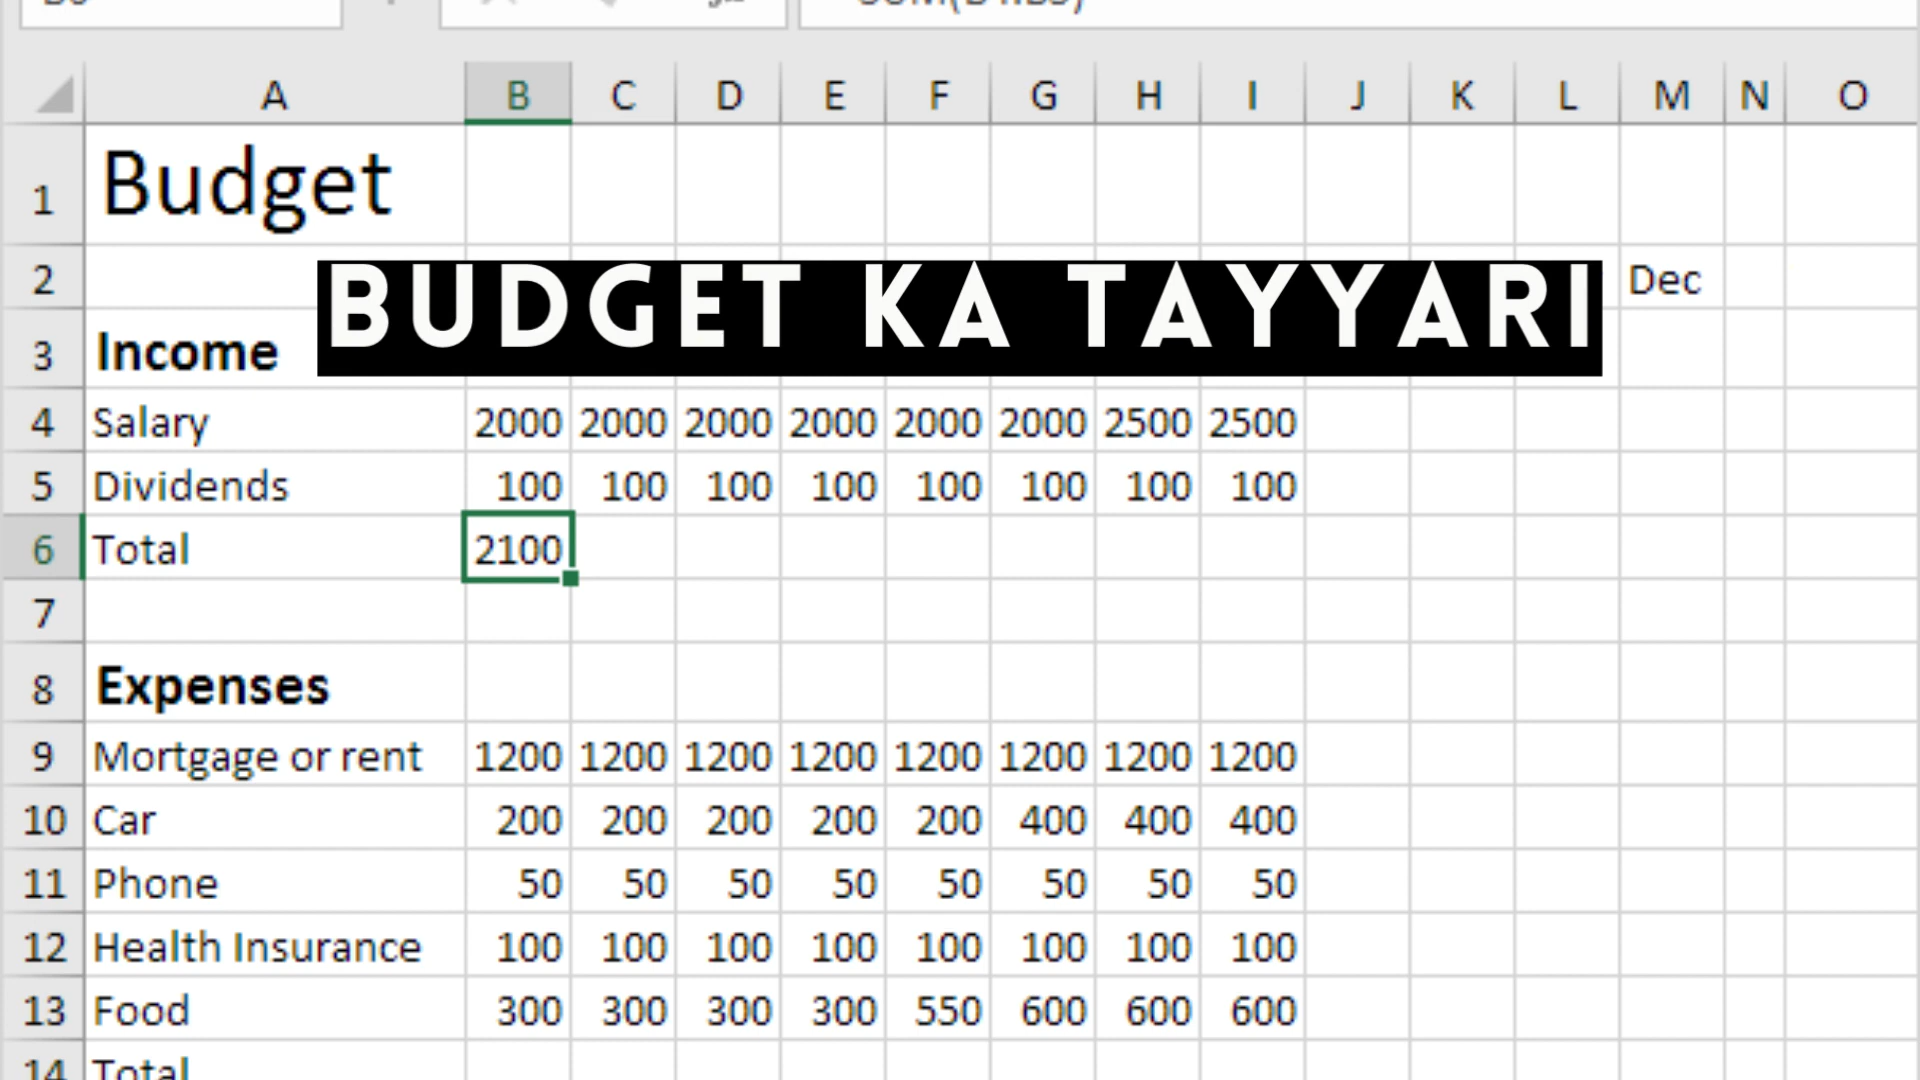 A B C D E F G H I J K L M N O
1 Budget
2 Dec
BUDGET KA TAYYARI
3 Income
4 Salary 2000 2000 2000 2000 2000 2000 2500 2500
5 Dividends 100 100 100 100 100 100 100 100
6 Total 2100
7
8 Expenses
9 Mortgage or rent 1200 1200 1200 1200 1200 1200 1200 1200
10 Car 200 200 200 200 200 400 400 400
11 Phone 50 50 50 50 50 50 50 50
12 Health Insurance 100 100 100 100 100 100 100 100
13 Food 300 300 300 300 550 600 600 600
14 Total